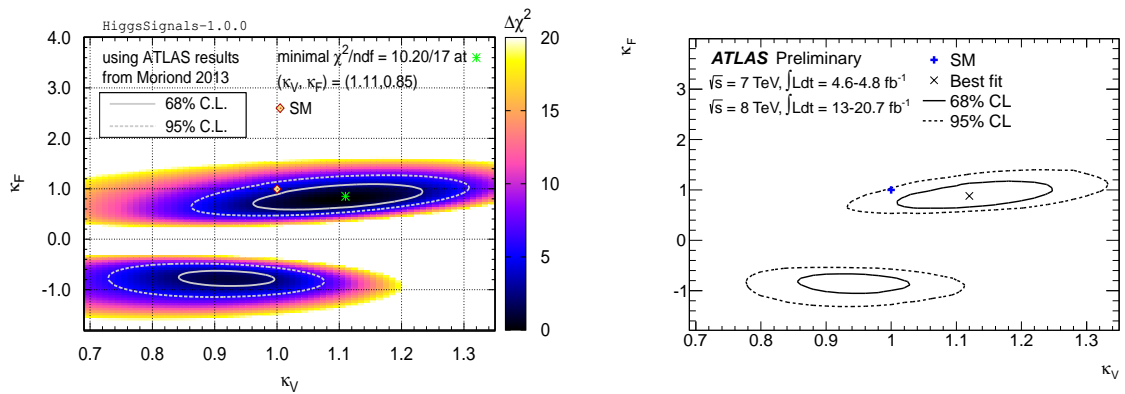 HiggsSignals-1.0.0
Δχ²
using ATLAS results
from Moriond 2013
68% C.L.
95% C.L.
minimal χ²/ndf = 10.20/17 at
(κV, κF) = (1.11,0.85)
SM
κF
4.0
3.0
2.0
1.0
0.0
-1.0
0.7 0.8 0.9 1.0 1.1 1.2 1.3
κV
20
15
10
5
0
κF
ATLAS Preliminary
√s = 7 TeV, ∫Ldt = 4.6-4.8 fb⁻¹
√s = 8 TeV, ∫Ldt = 13-20.7 fb⁻¹
SM
Best fit
68% CL
95% CL
4
3
2
1
0
-1
0.7 0.8 0.9 1 1.1 1.2 1.3
κV